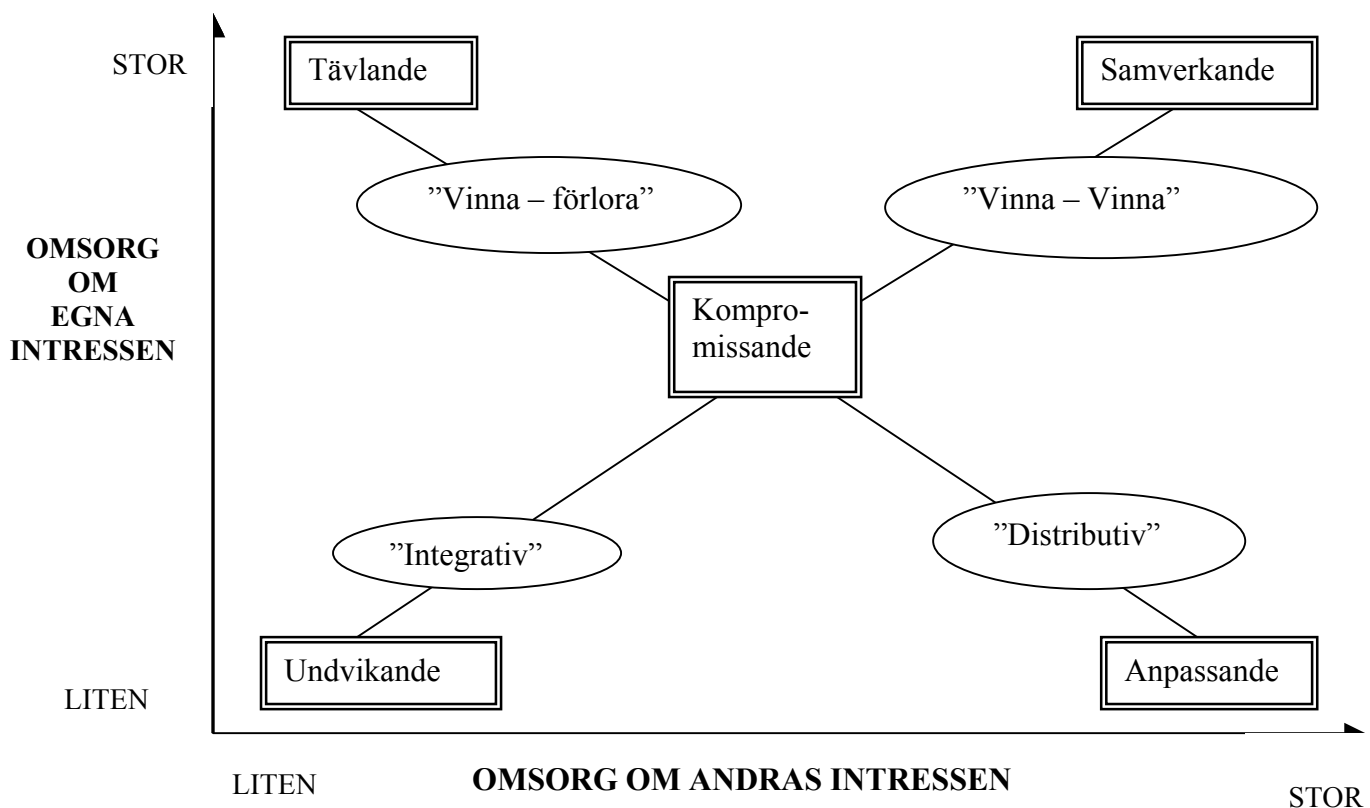 STOR
Tävlande
Samverkande
”Vinna – förlora”
”Vinna – Vinna”
OMSORG
OM
EGNA
INTRESSEN
Kompro-
missande
”Integrativ”
”Distributiv”
Undvikande
Anpassande
LITEN
LITEN
OMSORG OM ANDRAS INTRESSEN
STOR